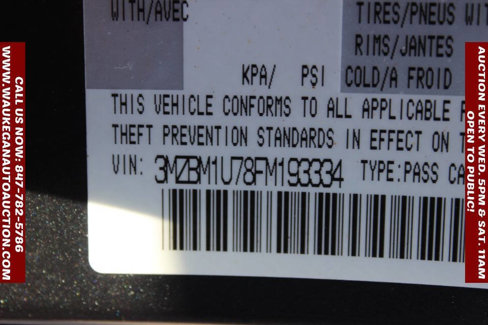 WITH/AVEC
TIRES/PNEUS WIT
RIMS/JANTES
KPA/ PSI COLD/A FROID
THIS VEHICLE CONFORMS TO ALL APPLICABLE F
THEFT PREVENTION STANDARDS IN EFFECT ON T
VIN: 3MZBM1U78FM193334 TYPE:PASS CA
CALL US NOW: 847-782-5786
WWW.WAUKEGANAUTOAUCTION.COM
AUCTION EVERY WED. 5PM & SAT. 11AM
OPEN TO PUBLIC!